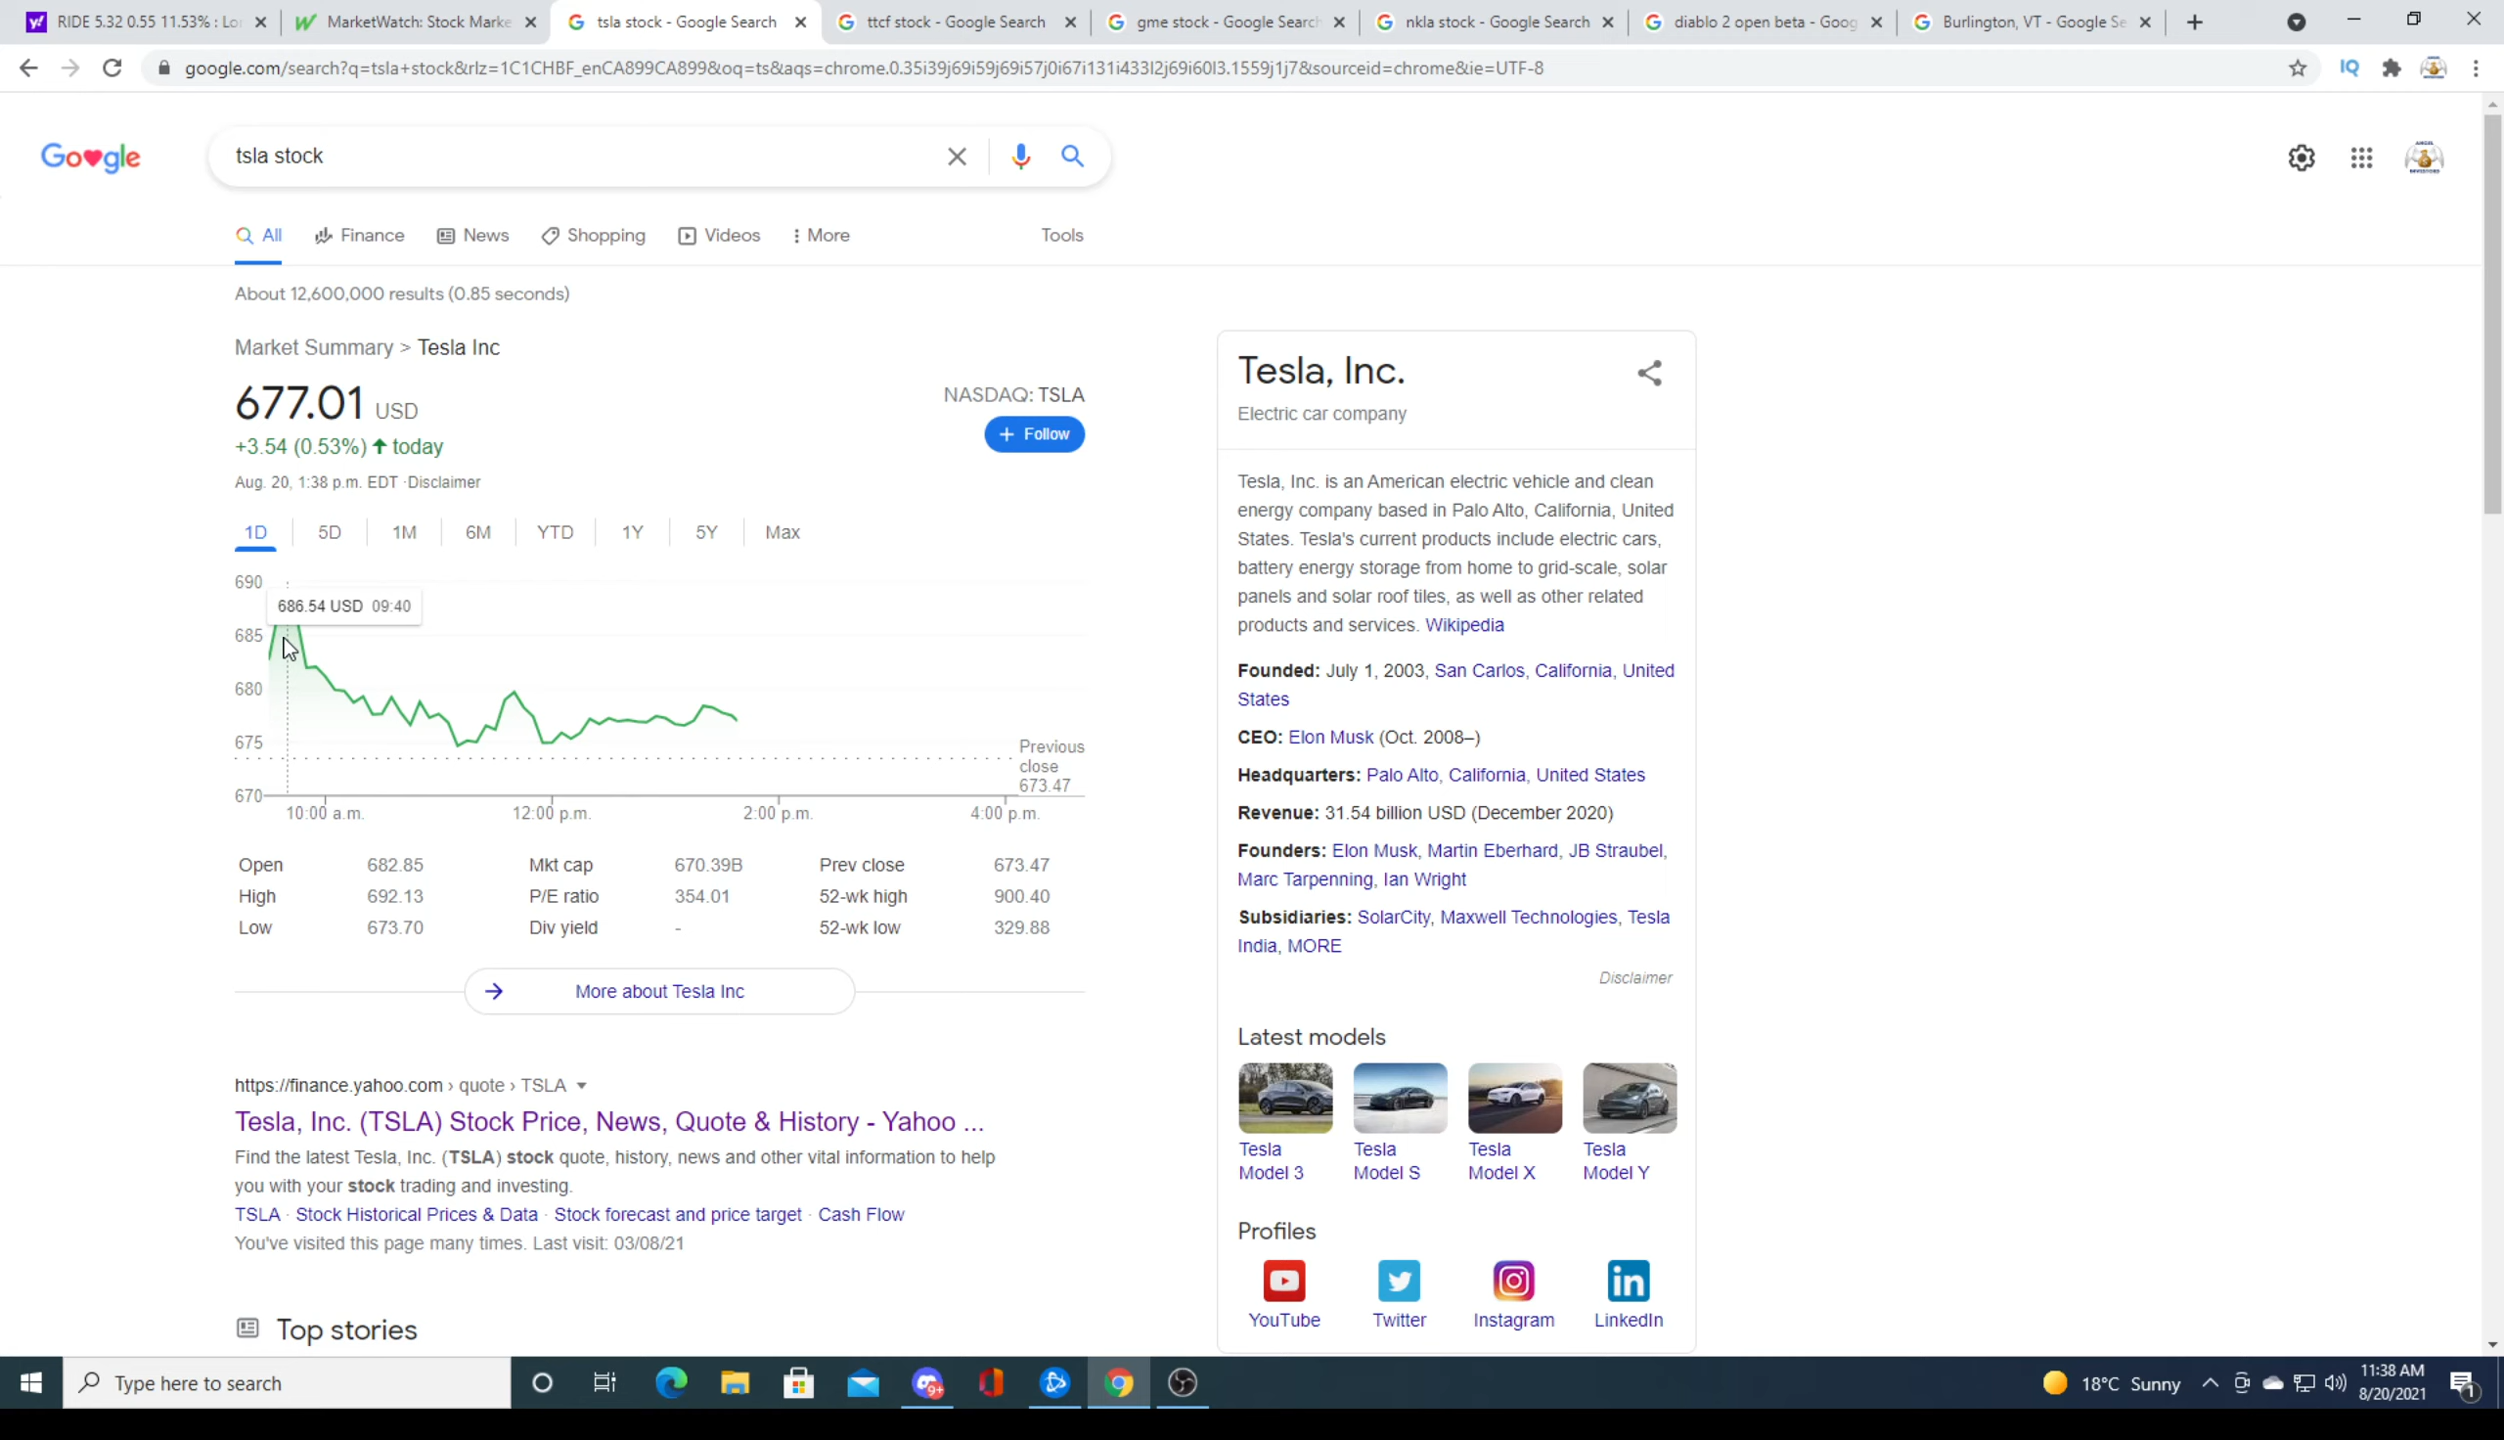 RIDE 5.32 0.55 11.53% : Lor
MarketWatch: Stock Marke
tsla stock - Google Search
ttcf stock - Google Search
gme stock - Google Search
nkla stock - Google Search
diablo 2 open beta - Goog
Burlington, VT - Google Se
google.com/search?q=tsla+stock&rlz=1C1CHBF_enCA899CA899&oq=ts&aqs=chrome.0.35i39j69i59j69i57j0i67i131i433l2j69i60l3.1559j1j7&sourceid=chrome&ie=UTF-8
IQ
Google
tsla stock
All
Finance
News
Shopping
Videos
More
Tools
About 12,600,000 results (0.85 seconds)
Market Summary > Tesla Inc
677.01 USD
NASDAQ: TSLA
+ Follow
+3.54 (0.53%) ↑ today
Aug. 20, 1:38 p.m. EDT ·Disclaimer
1D 5D 1M 6M YTD 1Y 5Y Max
690
686.54 USD 09:40
685
680
675
670
Previous
close
673.47
10:00 a.m. 12:00 p.m. 2:00 p.m. 4:00 p.m.
Open 682.85 Mkt cap 670.39B Prev close 673.47
High 692.13 P/E ratio 354.01 52-wk high 900.40
Low 673.70 Div yield - 52-wk low 329.88
More about Tesla Inc
https://finance.yahoo.com › quote › TSLA
Tesla, Inc. (TSLA) Stock Price, News, Quote & History - Yahoo ...
Find the latest Tesla, Inc. (TSLA) stock quote, history, news and other vital information to help
you with your stock trading and investing.
TSLA · Stock Historical Prices & Data · Stock forecast and price target · Cash Flow
You've visited this page many times. Last visit: 03/08/21
Top stories
Tesla, Inc.
Electric car company
Tesla, Inc. is an American electric vehicle and clean
energy company based in Palo Alto, California, United
States. Tesla's current products include electric cars,
battery energy storage from home to grid-scale, solar
panels and solar roof tiles, as well as other related
products and services. Wikipedia
Founded: July 1, 2003, San Carlos, California, United
States
CEO: Elon Musk (Oct. 2008–)
Headquarters: Palo Alto, California, United States
Revenue: 31.54 billion USD (December 2020)
Founders: Elon Musk, Martin Eberhard, JB Straubel,
Marc Tarpenning, Ian Wright
Subsidiaries: SolarCity, Maxwell Technologies, Tesla
India, MORE
Disclaimer
Latest models
Tesla
Model 3
Tesla
Model S
Tesla
Model X
Tesla
Model Y
Profiles
YouTube
Twitter
Instagram
LinkedIn
Type here to search
9+
18°C Sunny
11:38 AM
8/20/2021
1